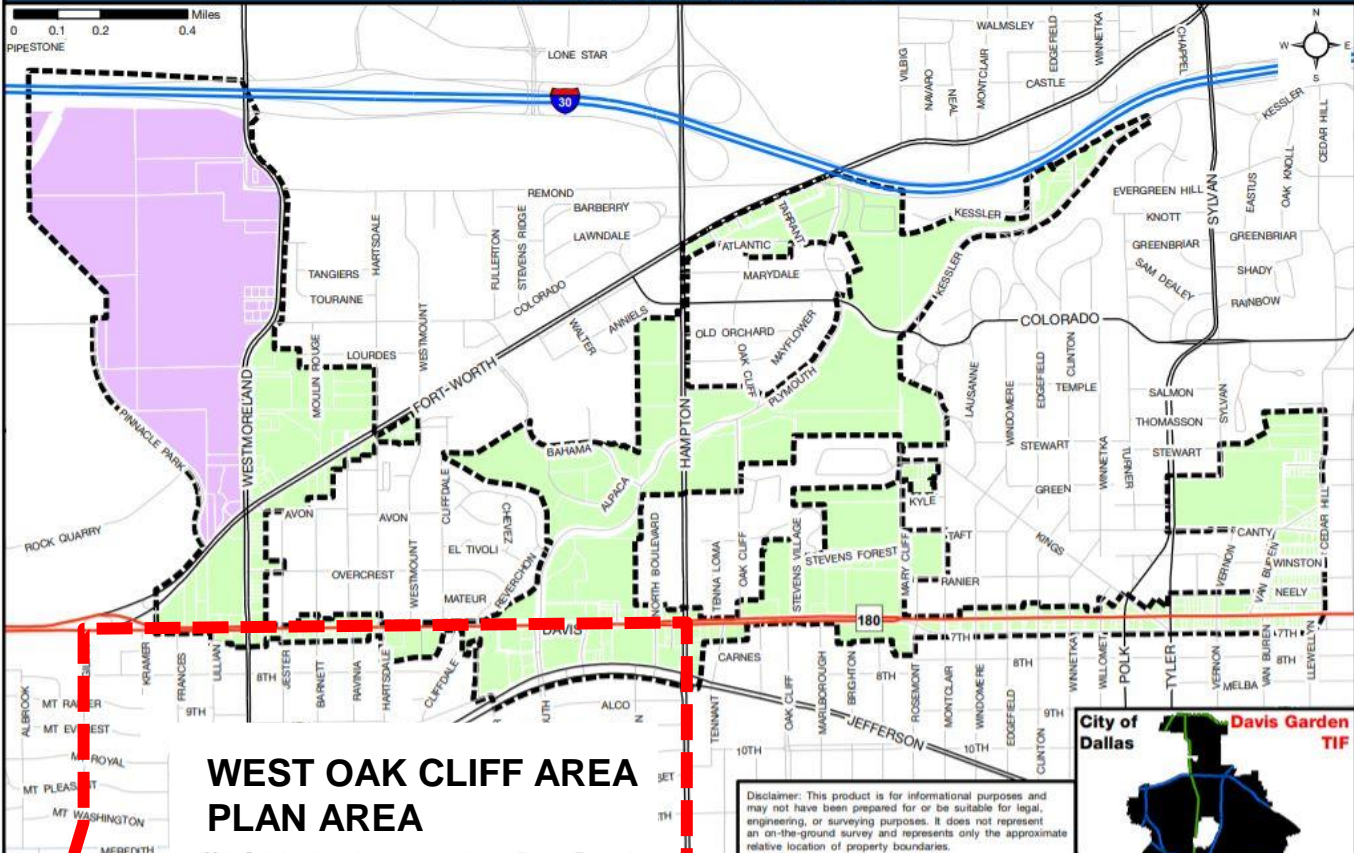 0 0.1 0.2 0.4 Miles
PIPESTONE
LONE STAR
30
WALMSLEY
VILBIG
NAVARO
NEAL
MONTCLAIR
EDGEFIELD
WINNETKA
CHAPPEL
CASTLE
N
W E
S
KESSLER
CEDAR HILL
OAK KNOLL
EASTUS
SYLVAN
EVERGREEN HILL
KNOTT
GREENBRIAR
GREENBRIAR
SAM DEALEY
SHADY
RAINBOW
REMOND
BARBERRY
LAWNDALE
HARTSDALE
FULLERTON
STEVENS RIDGE
TANGIERS
TOURAINE
COLORADO
WESTMOUNT
TARRANT
ATLANTIC
MARYDALE
KESSLER
KESSLER
COLORADO
OLD ORCHARD
MAYFLOWER
OAK CLIFF
PLYMOUTH
ANNIELS
WALTER
LOURDES
MOULIN ROUGE
FORT-WORTH
WESTMORELAND
HAMPTON
PINNACLE PARK
LAUSANNE
WINDOMERE
EDGEFIELD
CLINTON
TEMPLE
SALMON
THOMASSON
SYLVAN
STEWART
STEWART
WINNETKA
TURNER
GREEN
BAHAMA
ALPACA
CLIFFDALE
CHEVEZ
AVON
AVON
ROCK QUARRY
EL TIVOLI
OVERCREST
WESTMOUNT
MATEUR
REVERCHON
NORTH BOULEVARD
TENNA LOMA
OAK CLIFF
STEVENS VILLAGE
STEVENS FOREST
MARY CLIFF
KYLE
TAFT
KINGS
RANIER
CANTY
VERNON
VAN BUREN
WINSTON
NEELY
CEDAR HILL
180
DAVIS
7TH
7TH
KRAMER
FRANCES
LILLIAN
8TH
JESTER
BARNETT
RAVINIA
HARTSDALE
CLIFFDALE
9TH
ALBROOK
ALCO
CARNES
TENNANT
OAK CLIFF
MARLBOROUGH
BRIGHTON
8TH
ROSEMONT
MONTCLAIR
WINDOMERE
EDGEFIELD
8TH
CLINTON
9TH
WINNETKA
WILLOMET
POLK
TYLER
VERNON
VAN BUREN
8TH
MELBA
LLEWELLYN
JEFFERSON
10TH
10TH
MT ROYAL
MT WASHINGTON
MEREDITH
WEST OAK CLIFF AREA
PLAN AREA
City of
Dallas
Davis Garden
TIF
Disclaimer: This product is for informational purposes and
may not have been prepared for or be suitable for legal,
engineering, or surveying purposes. It does not represent
an on-the-ground survey and represents only the approximate
relative location of property boundaries.